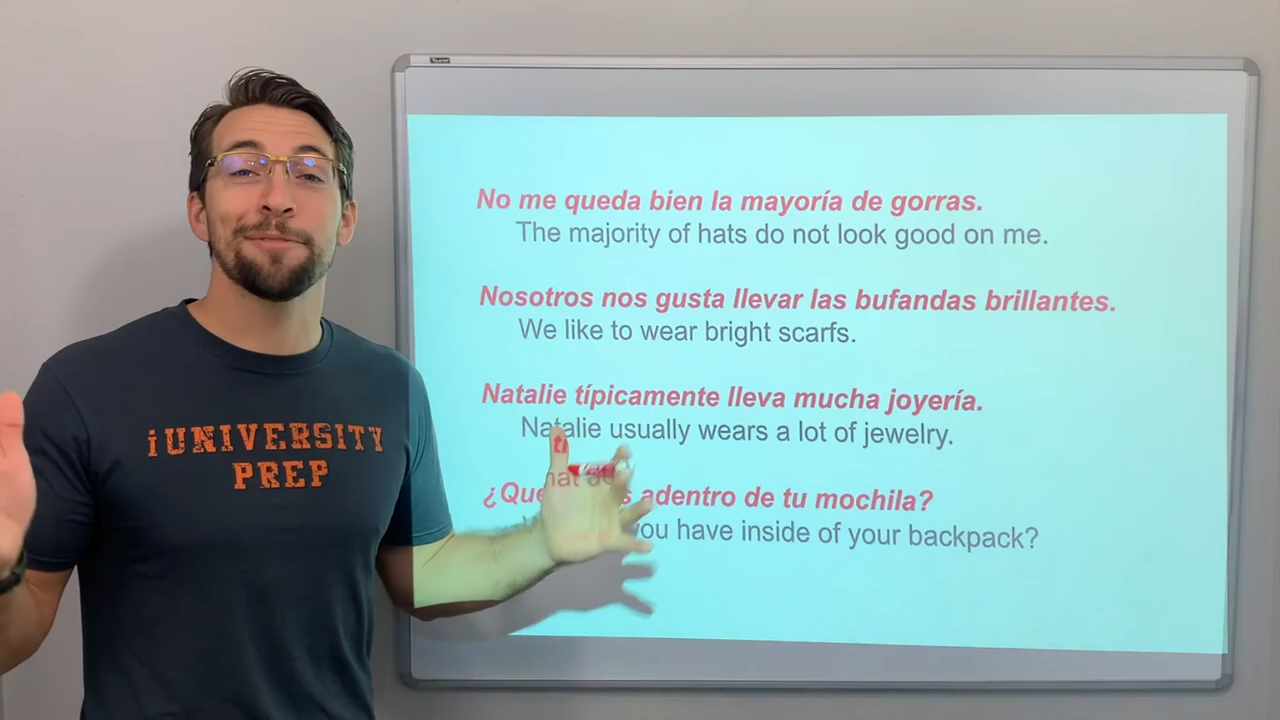 No me queda bien la mayoría de gorras.
The majority of hats do not look good on me.
Nosotros nos gusta llevar las bufandas brillantes.
We like to wear bright scarfs.
Natalie típicamente lleva mucha joyería.
Natalie usually wears a lot of jewelry.
adentro de tu mochila?
you have inside of your backpack?
iUNIVERSITY
PREP